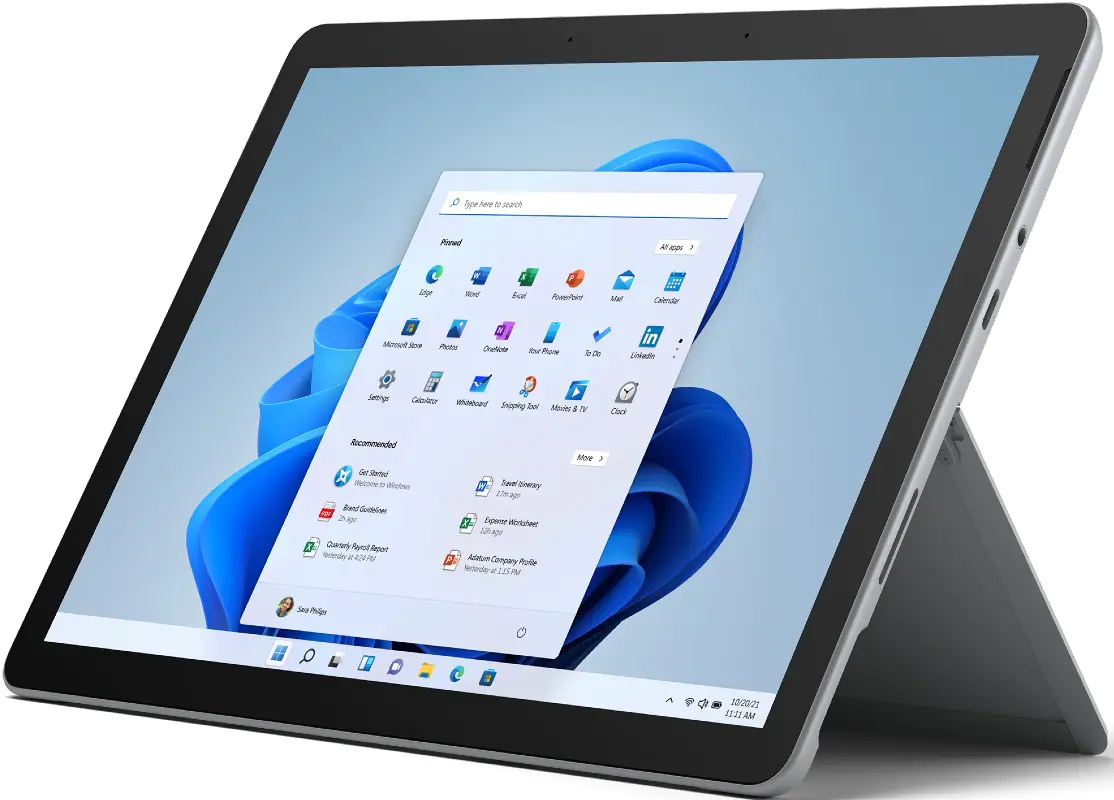 Type here to search
Pinned
All apps >
Edge Word Excel PowerPoint Mail Calendar
Microsoft Store Photos OneNote Your Phone To Do LinkedIn
Settings Calculator Whiteboard Snipping Tool Movies & TV Clock
Recommended
More >
Get Started
Welcome to Windows
Travel Itinerary
17m ago
Brand Guidelines
2h ago
Expense Worksheet
12h ago
Quarterly Payroll Report
Yesterday at 4:24 PM
Adatum Company Profile
Yesterday at 1:15 PM
Sara Philips
10/20/21
11:11 AM